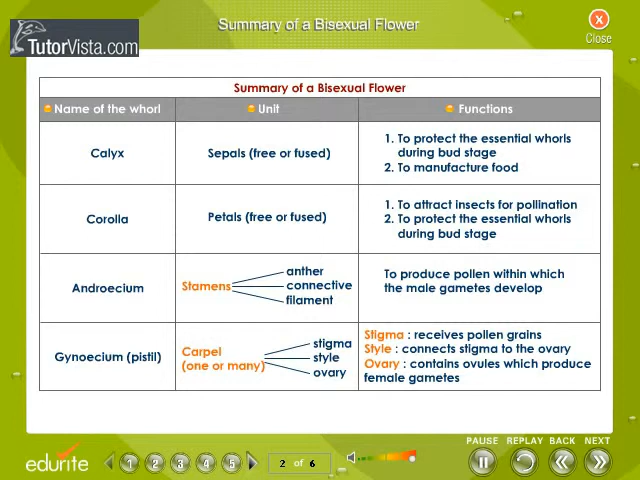 Summary of a Bisexual Flower
X
Close
TutorVista.com
Summary of a Bisexual Flower
Name of the whorl Unit Functions
Calyx
Sepals (free or fused)
1. To protect the essential whorls
during bud stage
2. To manufacture food
Corolla
Petals (free or fused)
1. To attract insects for pollination
2. To protect the essential whorls
during bud stage
Androecium
Stamens
anther
connective
filament
To produce pollen within which
the male gametes develop
Gynoecium (pistil)
Carpel
(one or many)
stigma
style
ovary
Stigma : receives pollen grains
Style : connects stigma to the ovary
Ovary : contains ovules which produce
female gametes
PAUSE REPLAY BACK NEXT
edurite
1 2 3 4 5
2 of 6